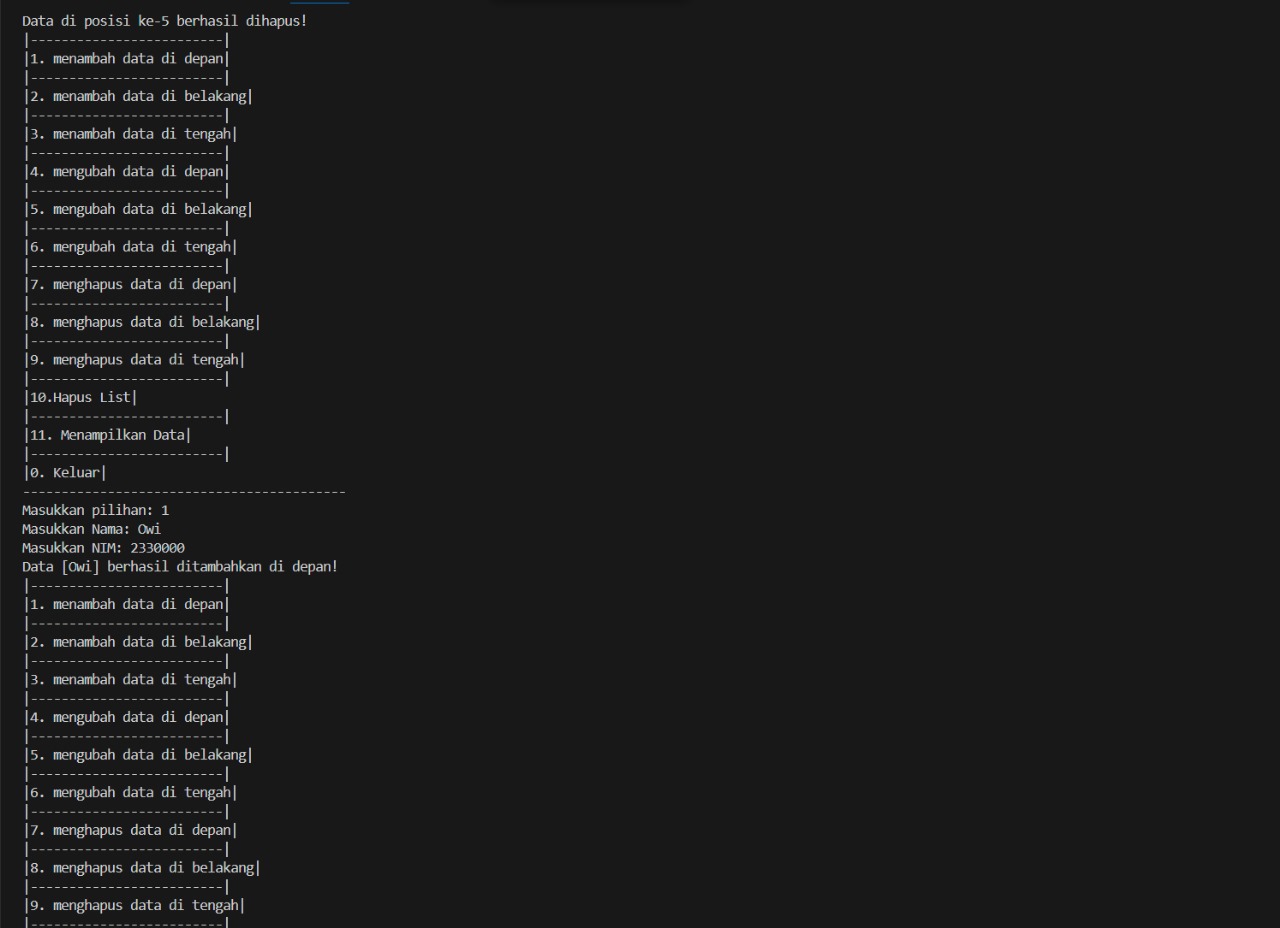 Data di posisi ke-5 berhasil dihapus!
|-------------------------|
|1. menambah data di depan|
|-------------------------|
|2. menambah data di belakang|
|-------------------------|
|3. menambah data di tengah|
|-------------------------|
|4. mengubah data di depan|
|-------------------------|
|5. mengubah data di belakang|
|-------------------------|
|6. mengubah data di tengah|
|-------------------------|
|7. menghapus data di depan|
|-------------------------|
|8. menghapus data di belakang|
|-------------------------|
|9. menghapus data di tengah|
|-------------------------|
|10.Hapus List|
|-------------------------|
|11. Menampilkan Data|
|-------------------------|
|0. Keluar|
------------------------------------------
Masukkan pilihan: 1
Masukkan Nama: Owi
Masukkan NIM: 2330000
Data [Owi] berhasil ditambahkan di depan!
|-------------------------|
|1. menambah data di depan|
|-------------------------|
|2. menambah data di belakang|
|-------------------------|
|3. menambah data di tengah|
|-------------------------|
|4. mengubah data di depan|
|-------------------------|
|5. mengubah data di belakang|
|-------------------------|
|6. mengubah data di tengah|
|-------------------------|
|7. menghapus data di depan|
|-------------------------|
|8. menghapus data di belakang|
|-------------------------|
|9. menghapus data di tengah|
|-------------------------|